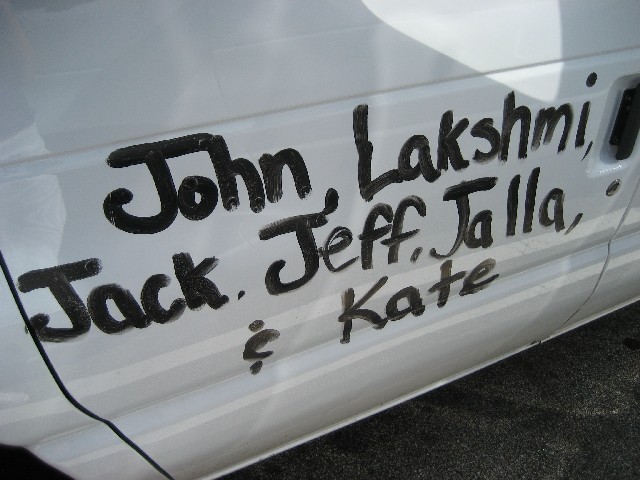 John, Lakshmi,
Jack, Jeff, Jalla,
& Kate